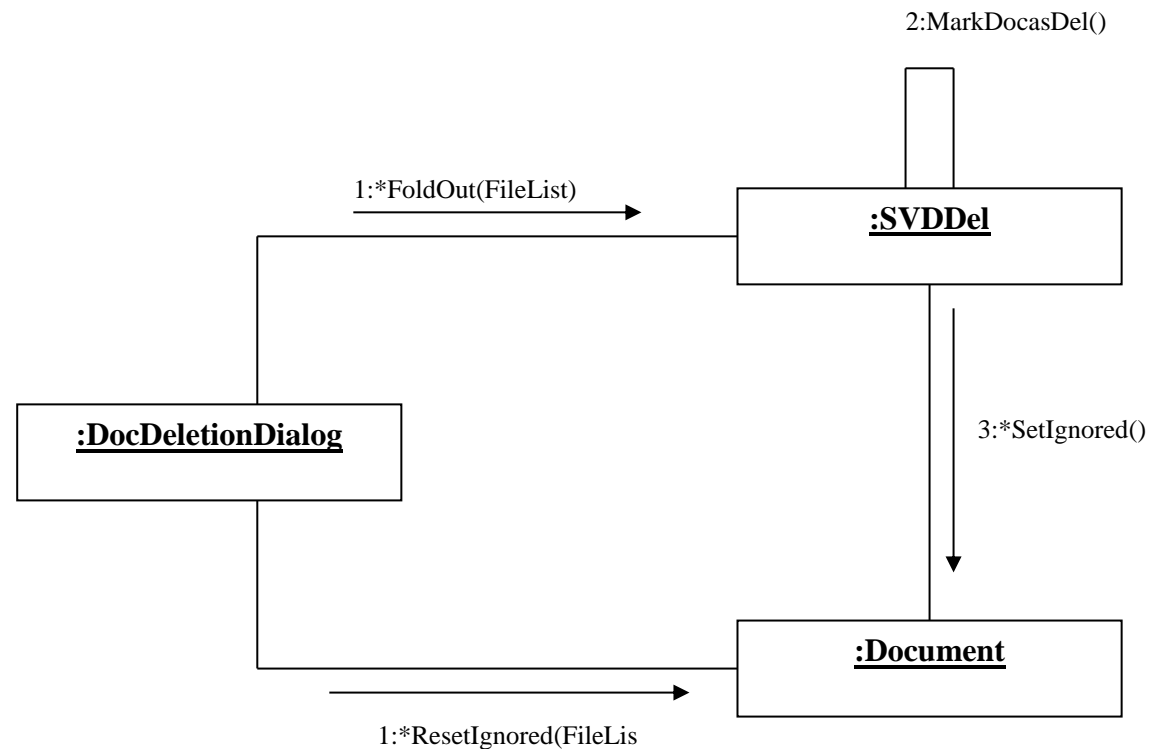 2:MarkDocasDel()
1:*FoldOut(FileList)
:SVDDel
:DocDeletionDialog
3:*SetIgnored()
:Document
1:*ResetIgnored(FileLis